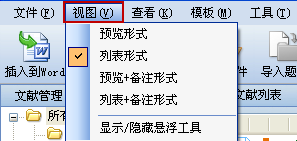 文件(F) 视图(V) 查看(K) 模板(M) 工具(T)
预览形式
插入到Word 列表形式 导入题
预览+备注形式
文献管理 列表+备注形式 文献列表
所有 显示/隐藏悬浮工具